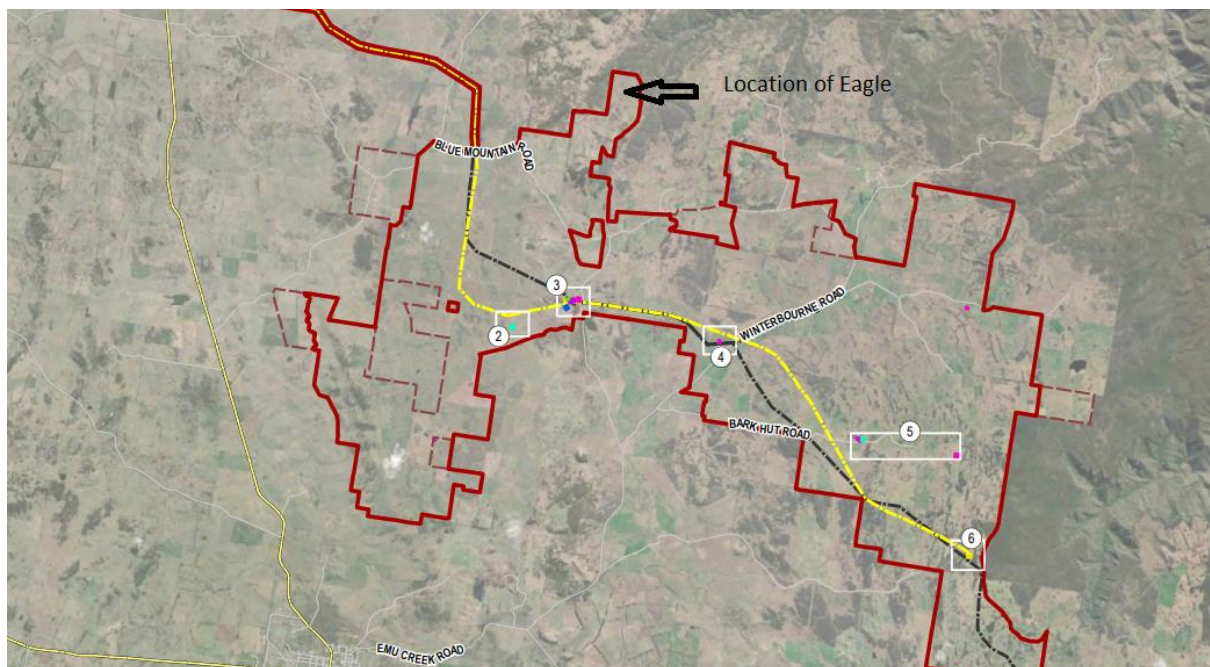 Location of Eagle
BLUE MOUNTAIN ROAD
3
2
WINTERBOURNE ROAD
4
BARK HUT ROAD
5
6
EMU CREEK ROAD